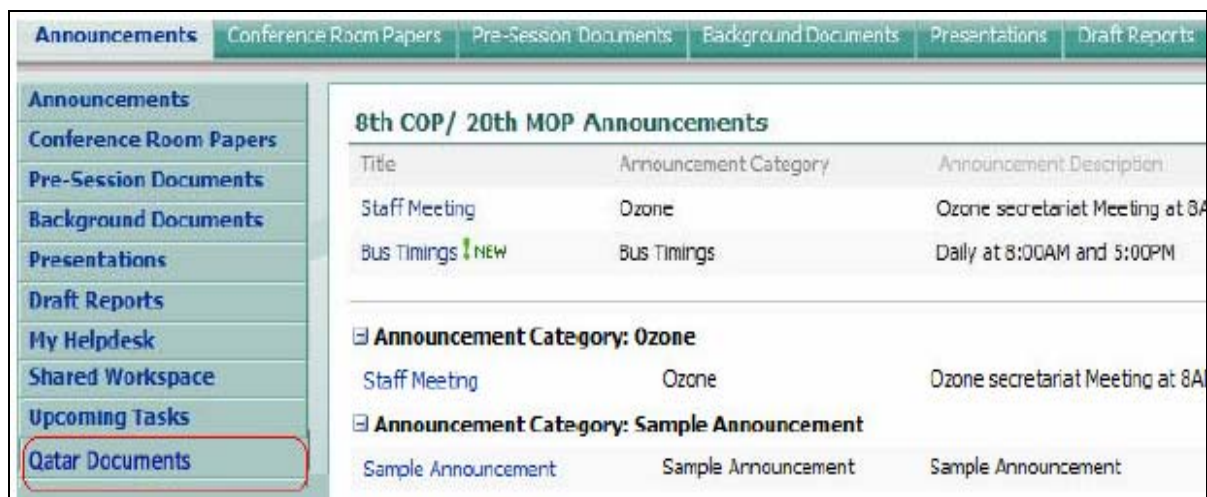 Announcements Conference Room Papers Pre-Session Documents Background Documents Presentations Draft Reports
Announcements
Conference Room Papers
Pre-Session Documents
Background Documents
Presentations
Draft Reports
My Helpdesk
Shared Workspace
Upcoming Tasks
Qatar Documents
8th COP/ 20th MOP Announcements
Title Announcement Category Announcement Description
Staff Meeting Ozone Ozone secretariat Meeting at 8A
Bus Timings ! NEW Bus Timings Daily at 8:00AM and 5:00PM
Announcement Category: Ozone
Staff Meeting Ozone Ozone secretariat Meeting at 8A
Announcement Category: Sample Announcement
Sample Announcement Sample Announcement Sample Announcement